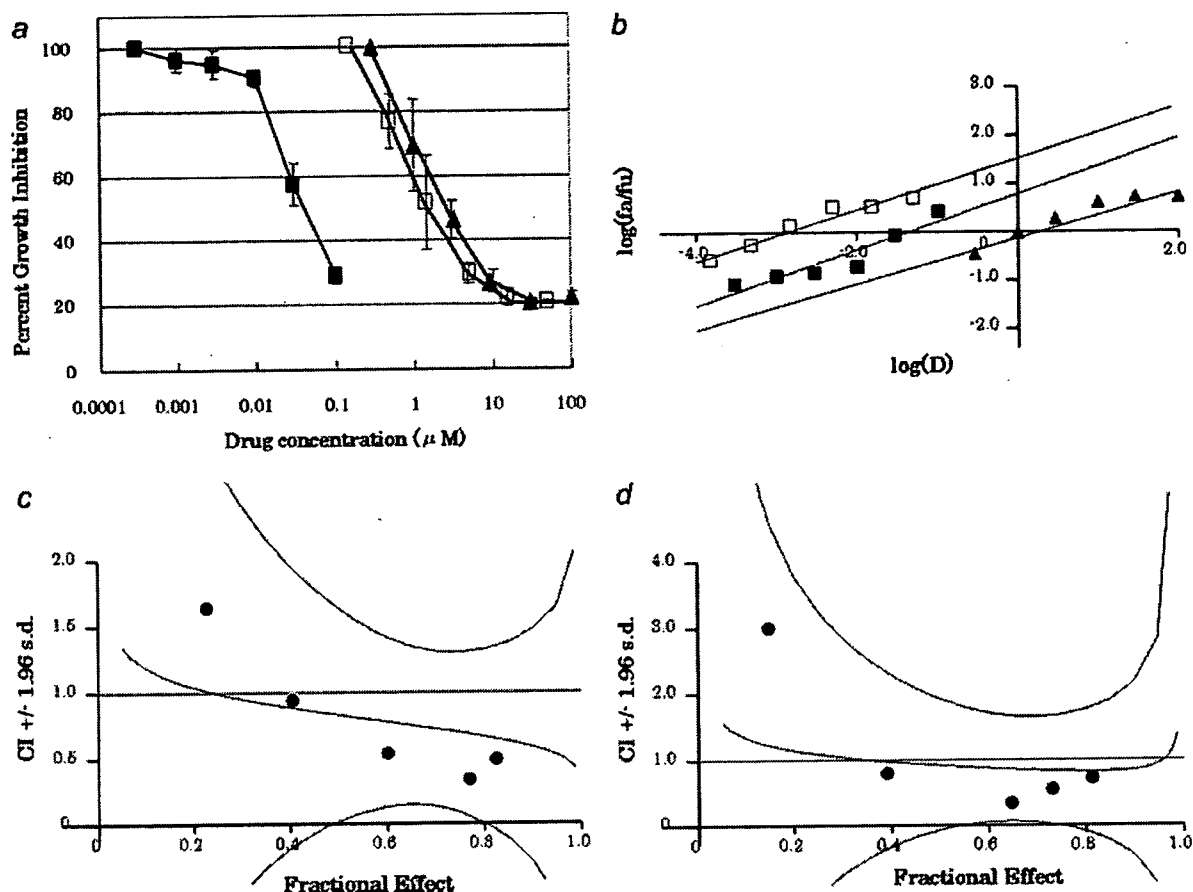 a
100
80
60
40
20
0
Percent Growth Inhibition
0.0001 0.001 0.01 0.1 1 10 100
Drug concentration (μ M)
b
3.0
2.0
1.0
0
-1.0
-2.0
-4.0 -2.0 2.0
log(fa/fu)
log(D)
c
2.0
1.5
1.0
0.5
0
CI +/- 1.96 s.d.
0 0.2 0.4 0.6 0.8 1.0
Fractional Effect
d
4.0
3.0
2.0
1.0
0
CI +/- 1.96 s.d.
0 0.2 0.4 0.6 0.8 1.0
Fractional Effect